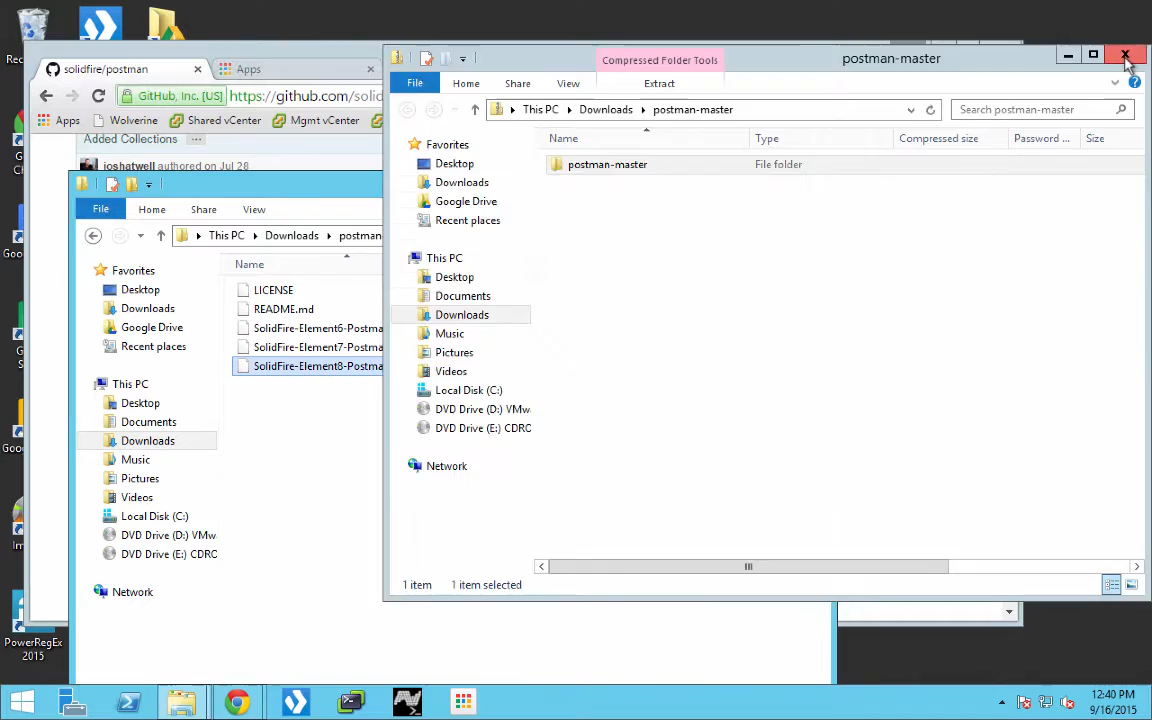 Rec
solidfire/postman
Apps
GitHub, Inc. [US]
https://github.com/solid
Apps
Wolverine
Shared vCenter
Mgmt vCenter
Added Collections
joshatwell authored on Jul 28
File
Home
Share
View
This PC
Downloads
postman
Name
Favorites
Desktop
Downloads
Google Drive
Recent places
This PC
Desktop
Documents
Downloads
Music
Pictures
Videos
Local Disk (C:)
DVD Drive (D:) VMw
DVD Drive (E:) CDRO
Network
LICENSE
README.md
SolidFire-Element6-Postma
SolidFire-Element7-Postma
SolidFire-Element8-Postma
Compressed Folder Tools
postman-master
File
Home
Share
View
Extract
This PC
Downloads
postman-master
Search postman-master
Name
Type
Compressed size
Password ...
Size
postman-master
File folder
Favorites
Desktop
Downloads
Google Drive
Recent places
This PC
Desktop
Documents
Downloads
Music
Pictures
Videos
Local Disk (C:)
DVD Drive (D:) VMw
DVD Drive (E:) CDRO
Network
1 item
1 item selected
PowerRegEx
2015
12:40 PM
9/16/2015